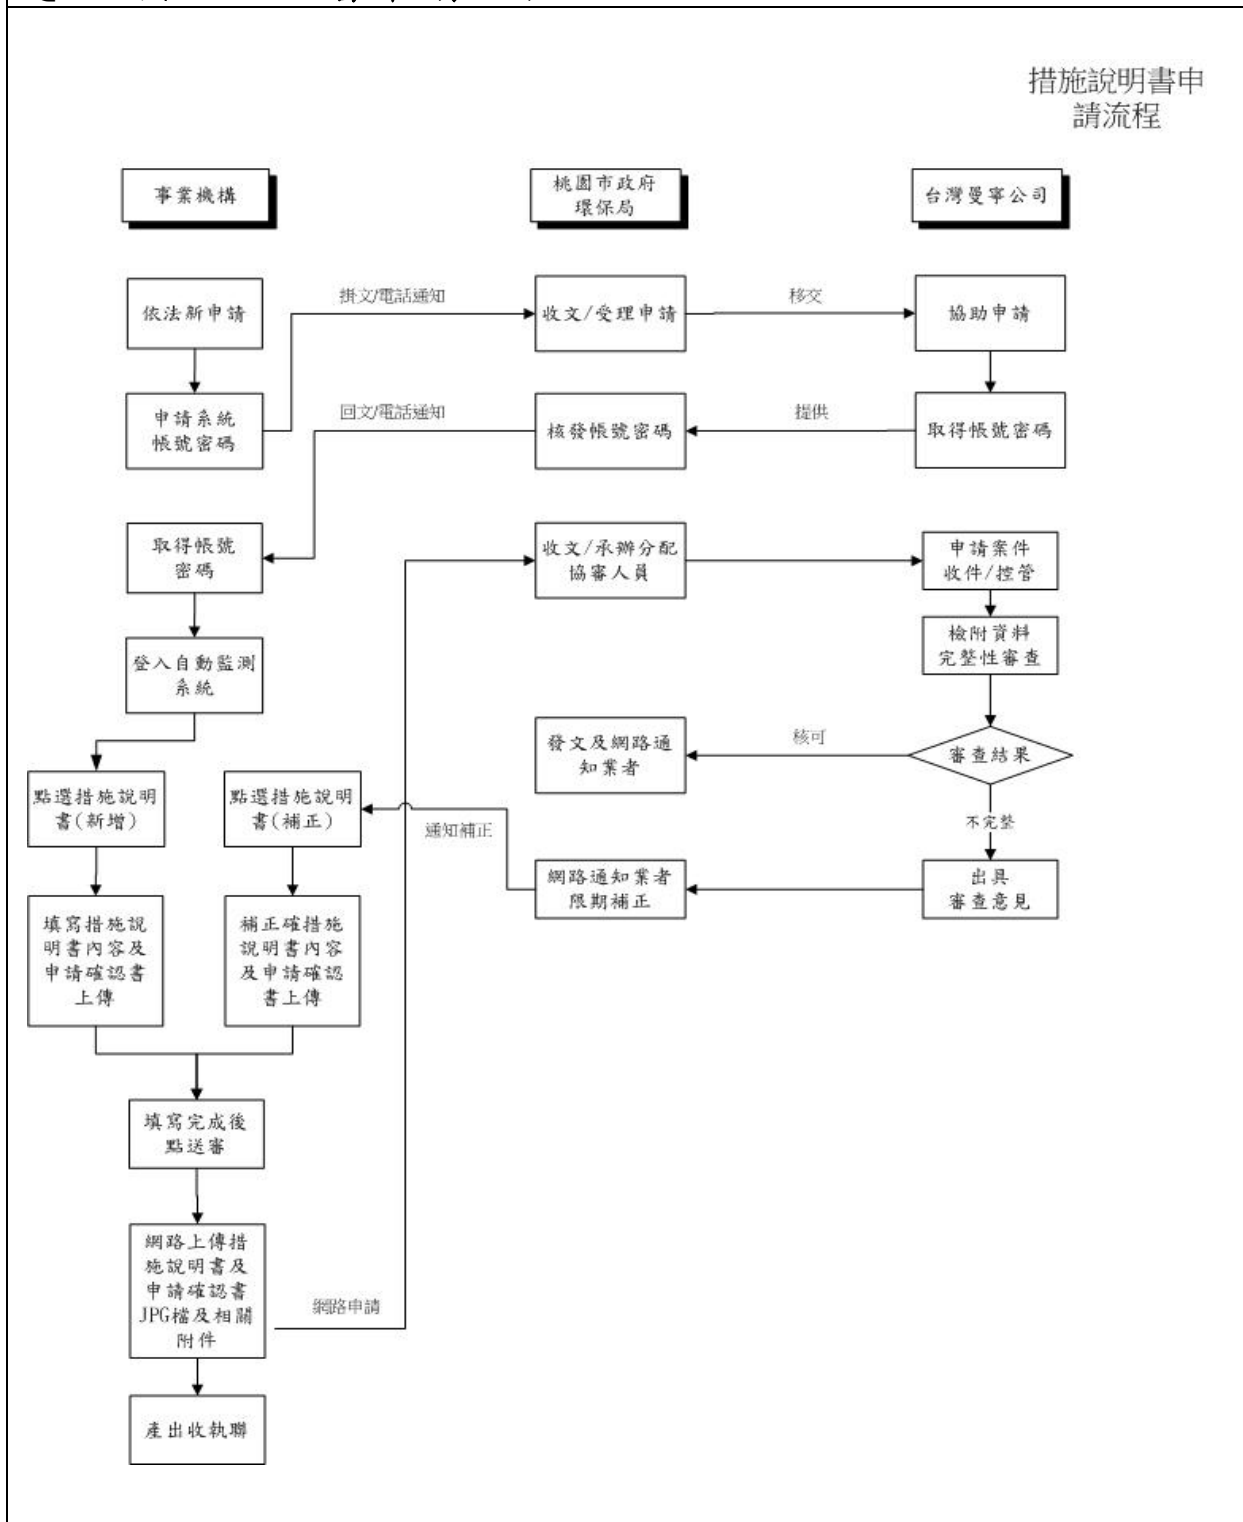 措施說明書申
請流程
事業機構
桃園市政府
環保局
台灣曼寧公司
依法新申請
掛文/電話通知
收文/受理申請
移交
協助申請
申請系統
帳號密碼
回文/電話通知
核發帳號密碼
提供
取得帳號密碼
取得帳號
密碼
收文/承辦分配
協審人員
申請案件
收件/控管
登入自動監測
系統
檢附資料
完整性審查
發文及網路通
知業者
核可
審查結果
點選措施說明
書(新增)
點選措施說明
書(補正)
通知補正
不完整
網路通知業者
限期補正
出具
審查意見
填寫措施說
明書內容及
申請確認書
上傳
補正確措施
說明書內容
及申請確認
書上傳
填寫完成後
點送審
網路上傳措
施說明書及
申請確認書
JPG檔及相關
附件
網路申請
產出收執聯